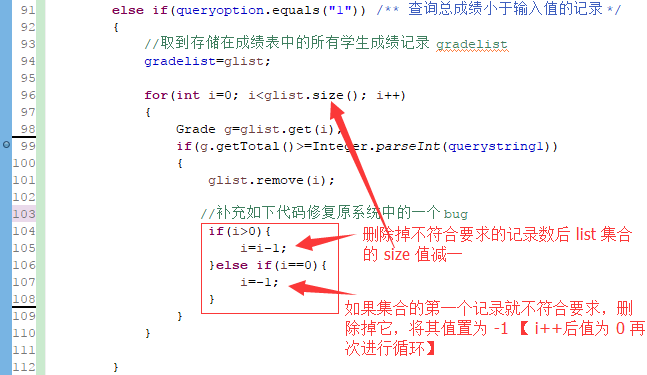 91 else if(queryoption.equals("1")) /** 查询总成绩小于输入值的记录 */
92 {
93 //取到存储在成绩表中的所有学生成绩记录 gradelist
94 gradelist=glist;
95
96 for(int i=0; i<glist.size(); i++)
97 {
98 Grade g=glist.get(i);
99 if(g.getTotal()>=Integer.parseInt(querystring1))
100 {
101 glist.remove(i);
102
103 //补充如下代码修复原系统中的一个 bug
104 if(i>0){
105 i=i-1;
106 }else if(i==0){
107 i=-1;
108 }
109 }
110 }
111
112 }
删除掉不符合要求的记录数后 list 集合
的 size 值减一
如果集合的第一个记录就不符合要求，删
除掉它，将其值置为 -1 【 i++后值为 0 再
次进行循环】